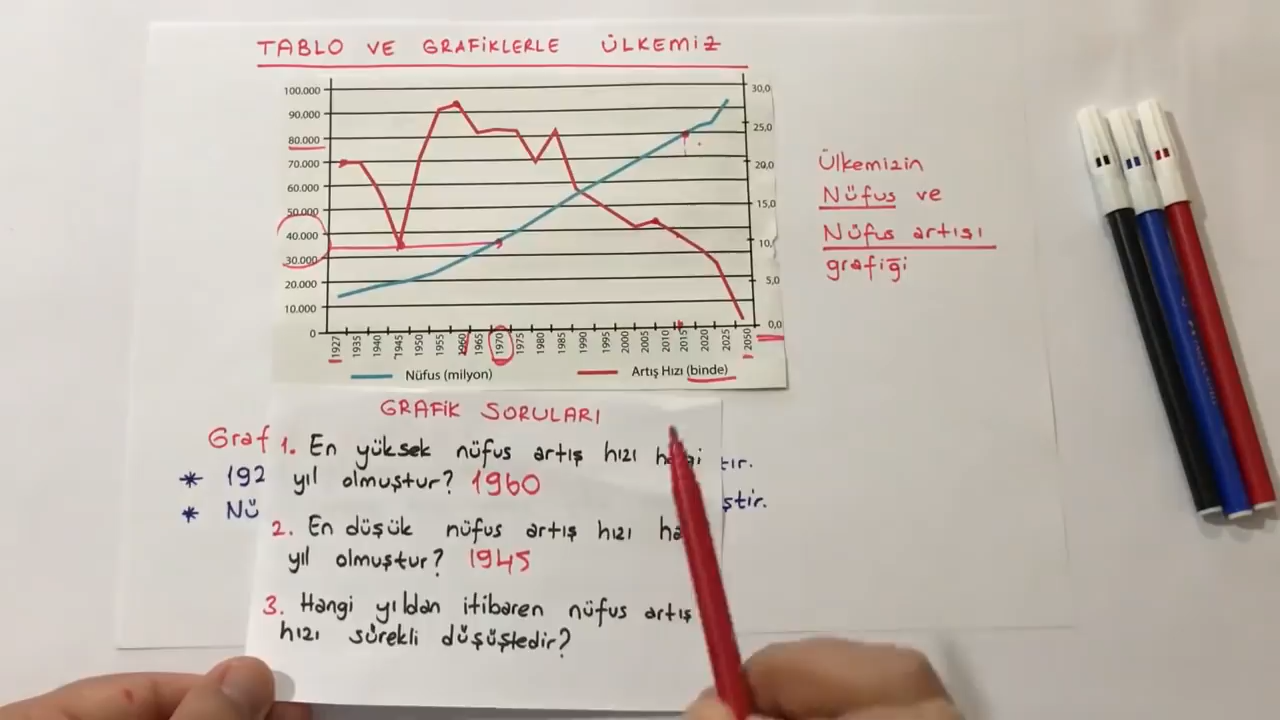 TABLO VE GRAFİKLERLE ÜLKEMİZ
100.000
90.000
80.000
70.000
60.000
50.000
40.000
30.000
20.000
10.000
0
30,0
25,0
20,0
15,0
10,
5,0
0,0
1927 1935 1940 1945 1950 1955 1960 1965 1970 1975 1980 1985 1990 1995 2000 2005 2010 2015 2020 2025 2050
Nüfus (milyon) Artış Hızı (binde)
Ülkemizin
Nüfus ve
Nüfus artışı
grafiği
GRAFİK SORULARI
Graf
* 192
* Nü
1. En yüksek nüfus artış hızı
yıl olmuştur? 1960
2. En düşük nüfus artış hızı
yıl olmuştur? 1945
3. Hangi yıldan itibaren nüfus artış
hızı sürekli düşüştedir?
tır.
ştir.